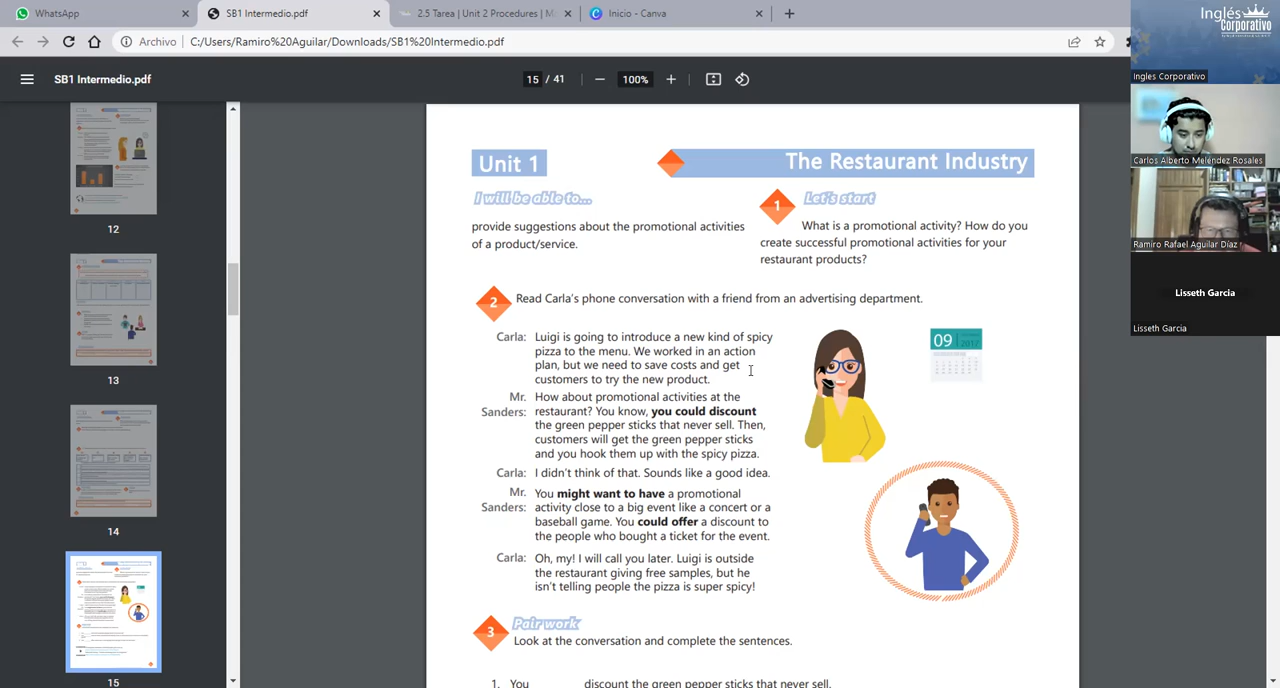 WhatsApp
SB1 Intermedio.pdf
2.5 Tarea | Unit 2 Procedures | M
Inicio - Canva
Archivo
C:/Users/Ramiro%20Aguilar/Downloads/SB1%20Intermedio.pdf
SB1 Intermedio.pdf
15 / 41
100%
Inglés
Corporativo
Ingles Corporativo
Carlos Alberto Meléndez Rosales
Ramiro Rafael Aguilar Díaz
Lisseth Garcia
Lisseth Garcia
12
13
14
15
Unit 1
The Restaurant Industry
I will be able to...
provide suggestions about the promotional activities
of a product/service.
1
Let's start
What is a promotional activity? How do you
create successful promotional activities for your
restaurant products?
2
Read Carla's phone conversation with a friend from an advertising department.
Carla: Luigi is going to introduce a new kind of spicy
pizza to the menu. We worked in an action
plan, but we need to save costs and get
customers to try the new product.
Mr. How about promotional activities at the
Sanders: restaurant? You know, you could discount
the green pepper sticks that never sell. Then,
customers will get the green pepper sticks
and you hook them up with the spicy pizza.
Carla: I didn't think of that. Sounds like a good idea.
Mr. You might want to have a promotional
Sanders: activity close to a big event like a concert or a
baseball game. You could offer a discount to
the people who bought a ticket for the event.
Carla: Oh, my! I will call you later. Luigi is outside
the restaurant giving free samples, but he
isn't telling people the pizza is super spicy!
09
2017
3
Pair work
Look at the conversation and complete the sentences.
1. You discount the green pepper sticks that never sell.